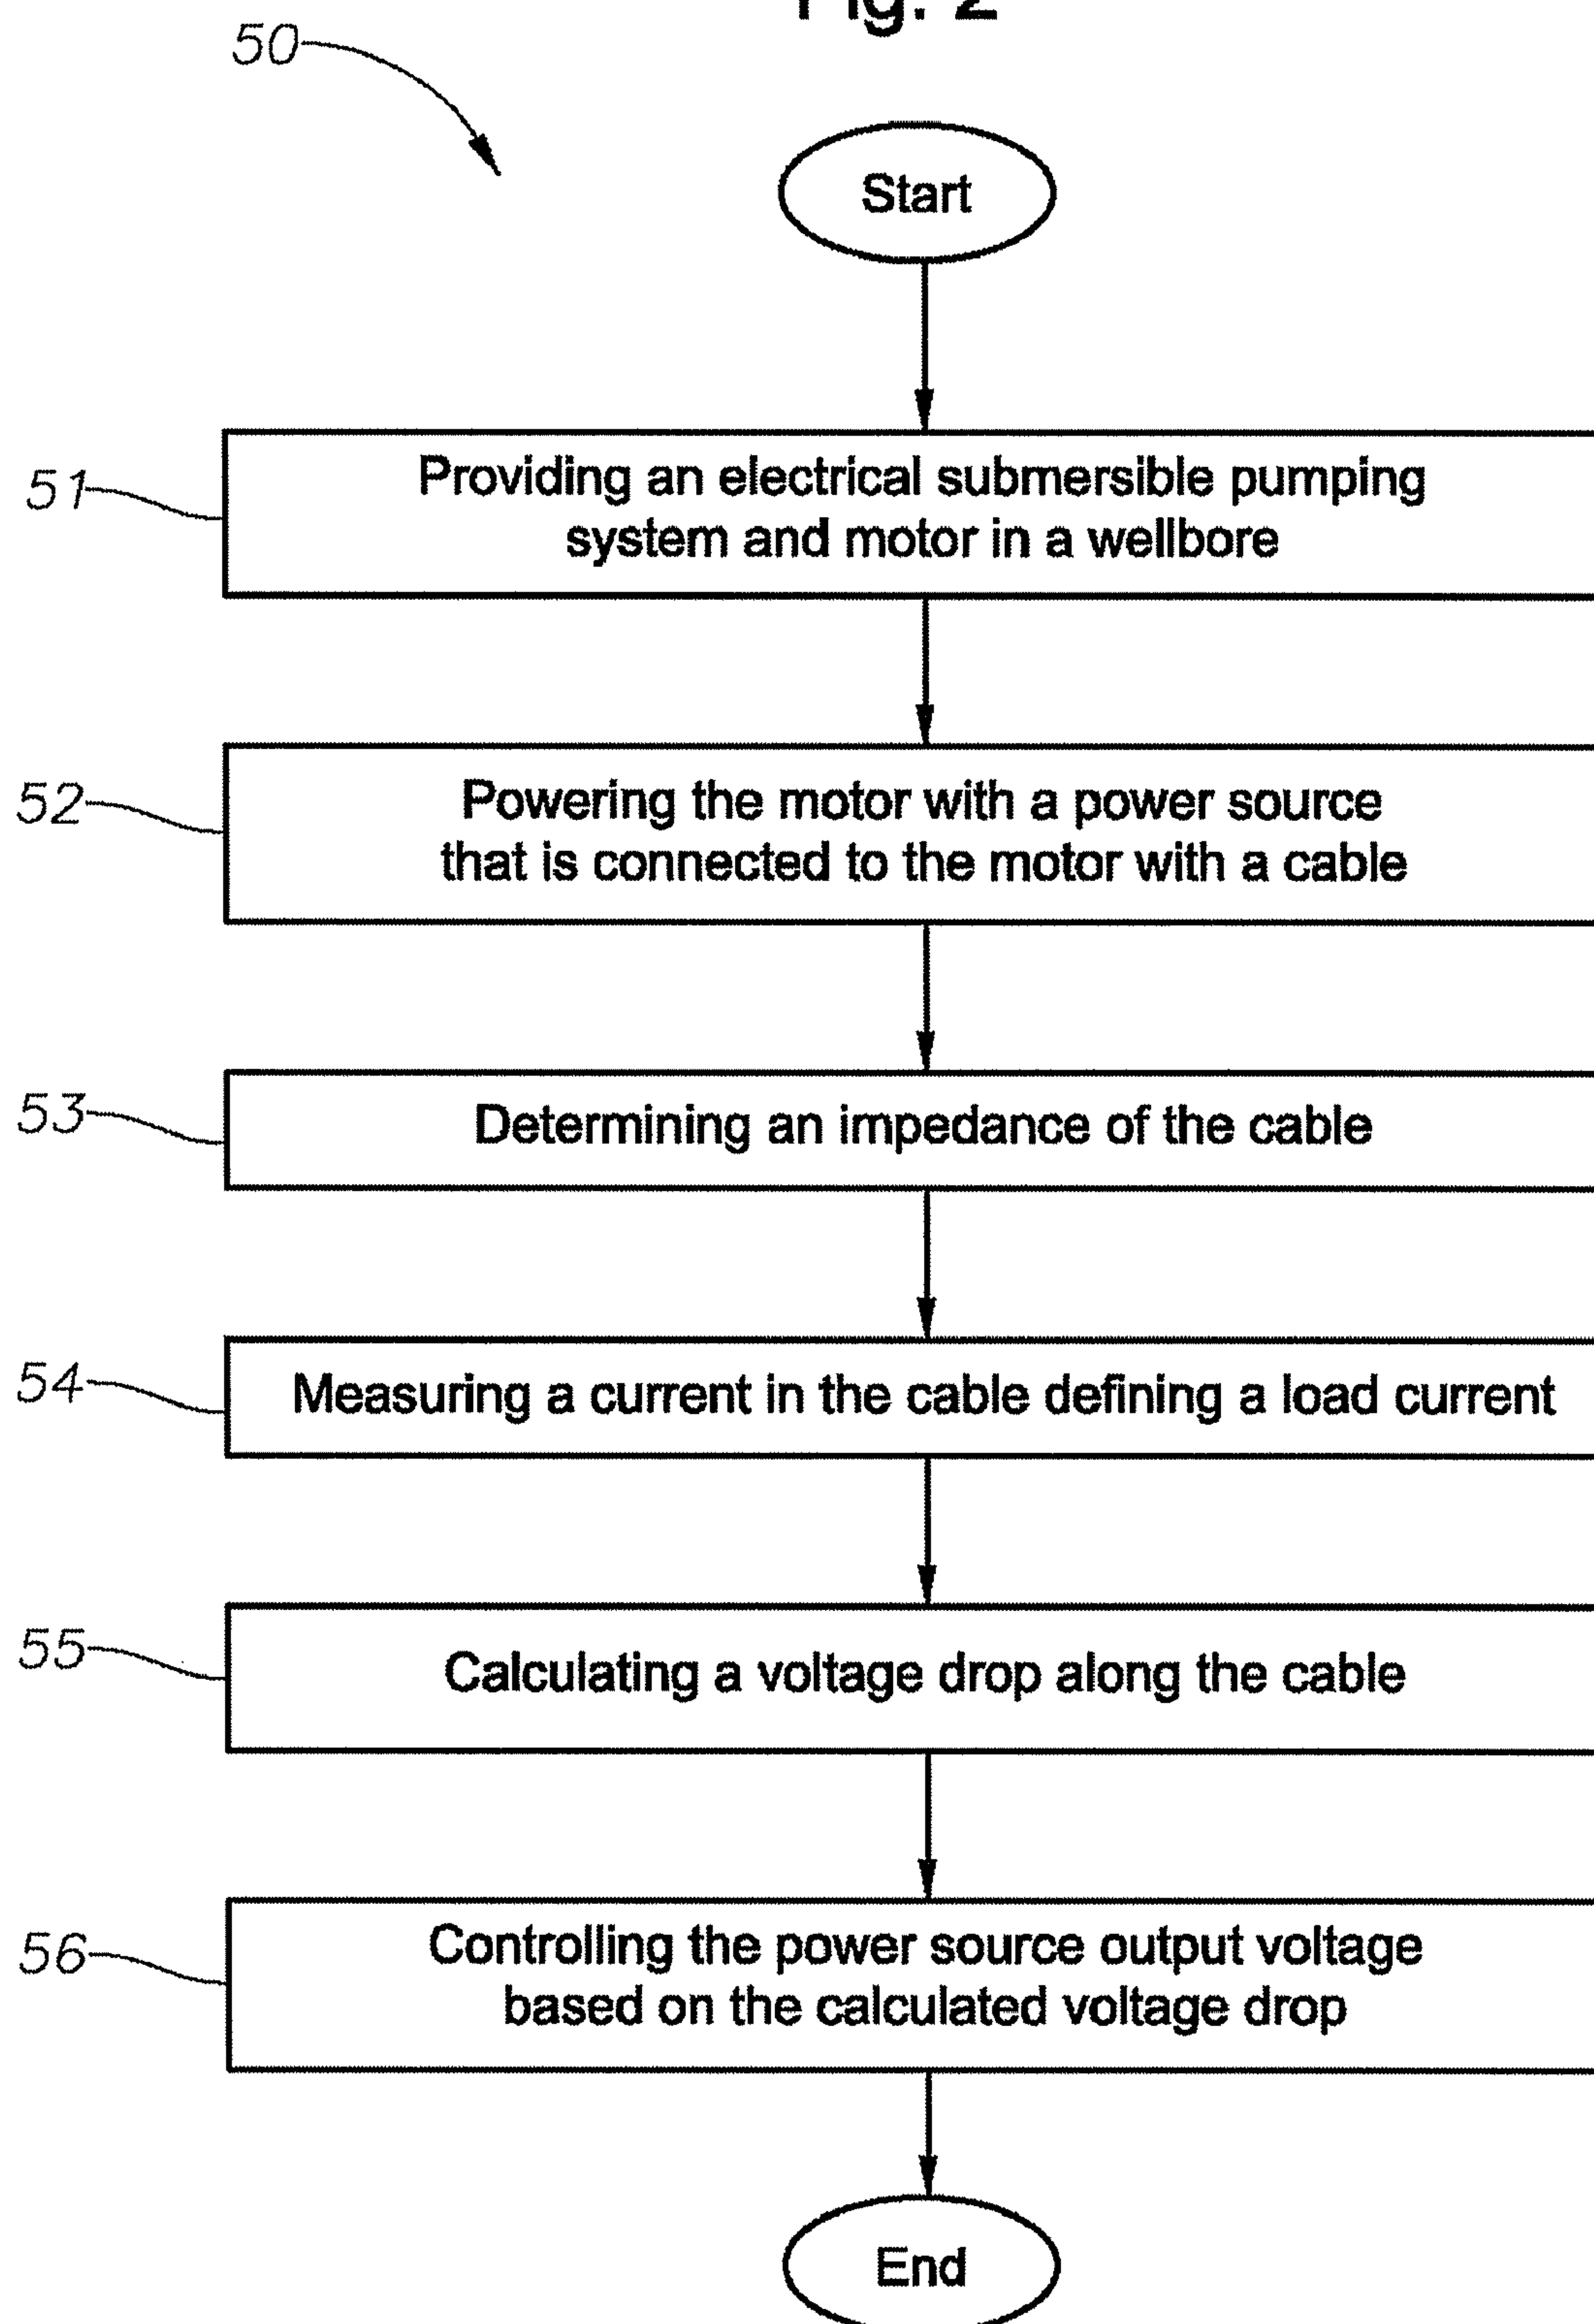 Fig. 2
50
Start
51
Providing an electrical submersible pumping
system and motor in a wellbore
52
Powering the motor with a power source
that is connected to the motor with a cable
53
Determining an impedance of the cable
54
Measuring a current in the cable defining a load current
55
Calculating a voltage drop along the cable
56
Controlling the power source output voltage
based on the calculated voltage drop
End